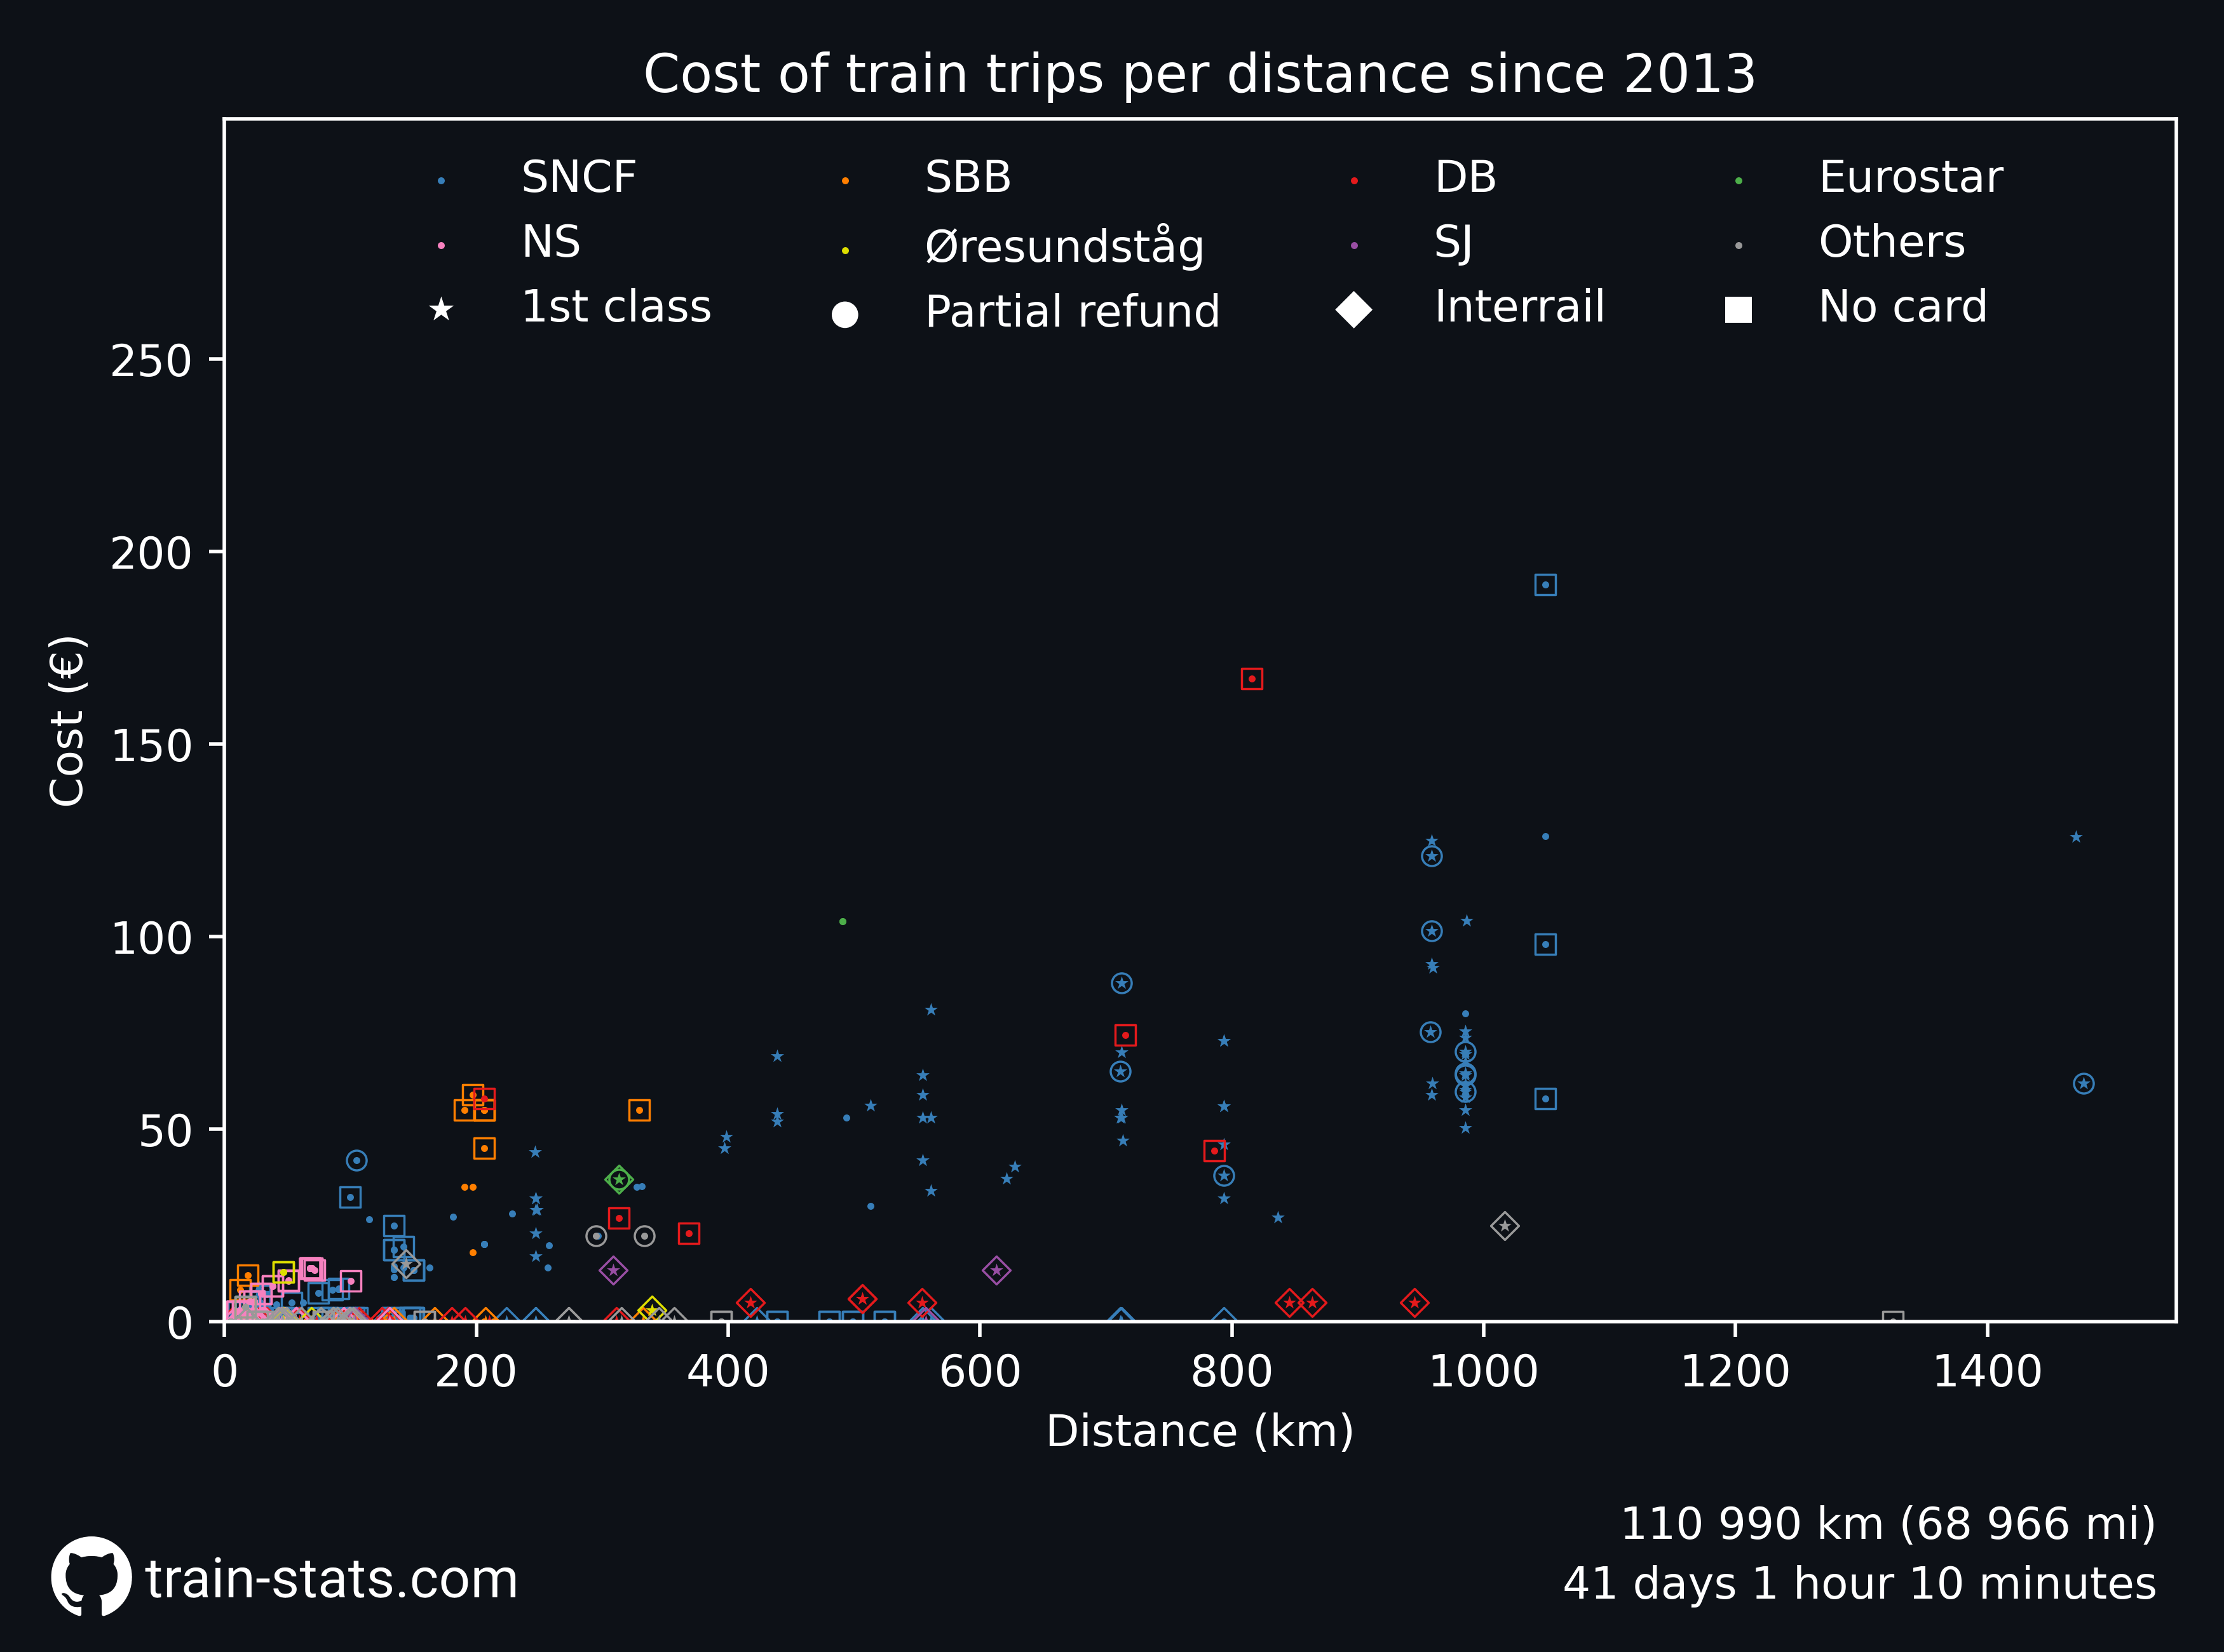 Cost of train trips per distance since 2013
SNCF SBB DB Eurostar
NS Øresundståg SJ Others
1st class Partial refund Interrail No card
250
200
150
100
50
0
Cost (€)
0 200 400 600 800 1000 1200 1400
Distance (km)
110 990 km (68 966 mi)
train-stats.com
41 days 1 hour 10 minutes